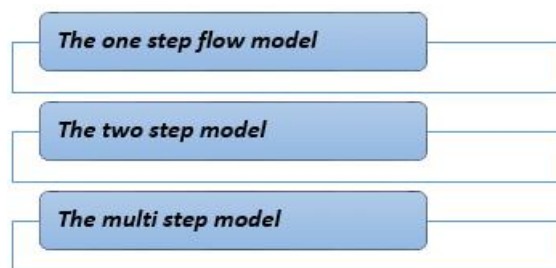 The one step flow model
The two step model
The multi step model